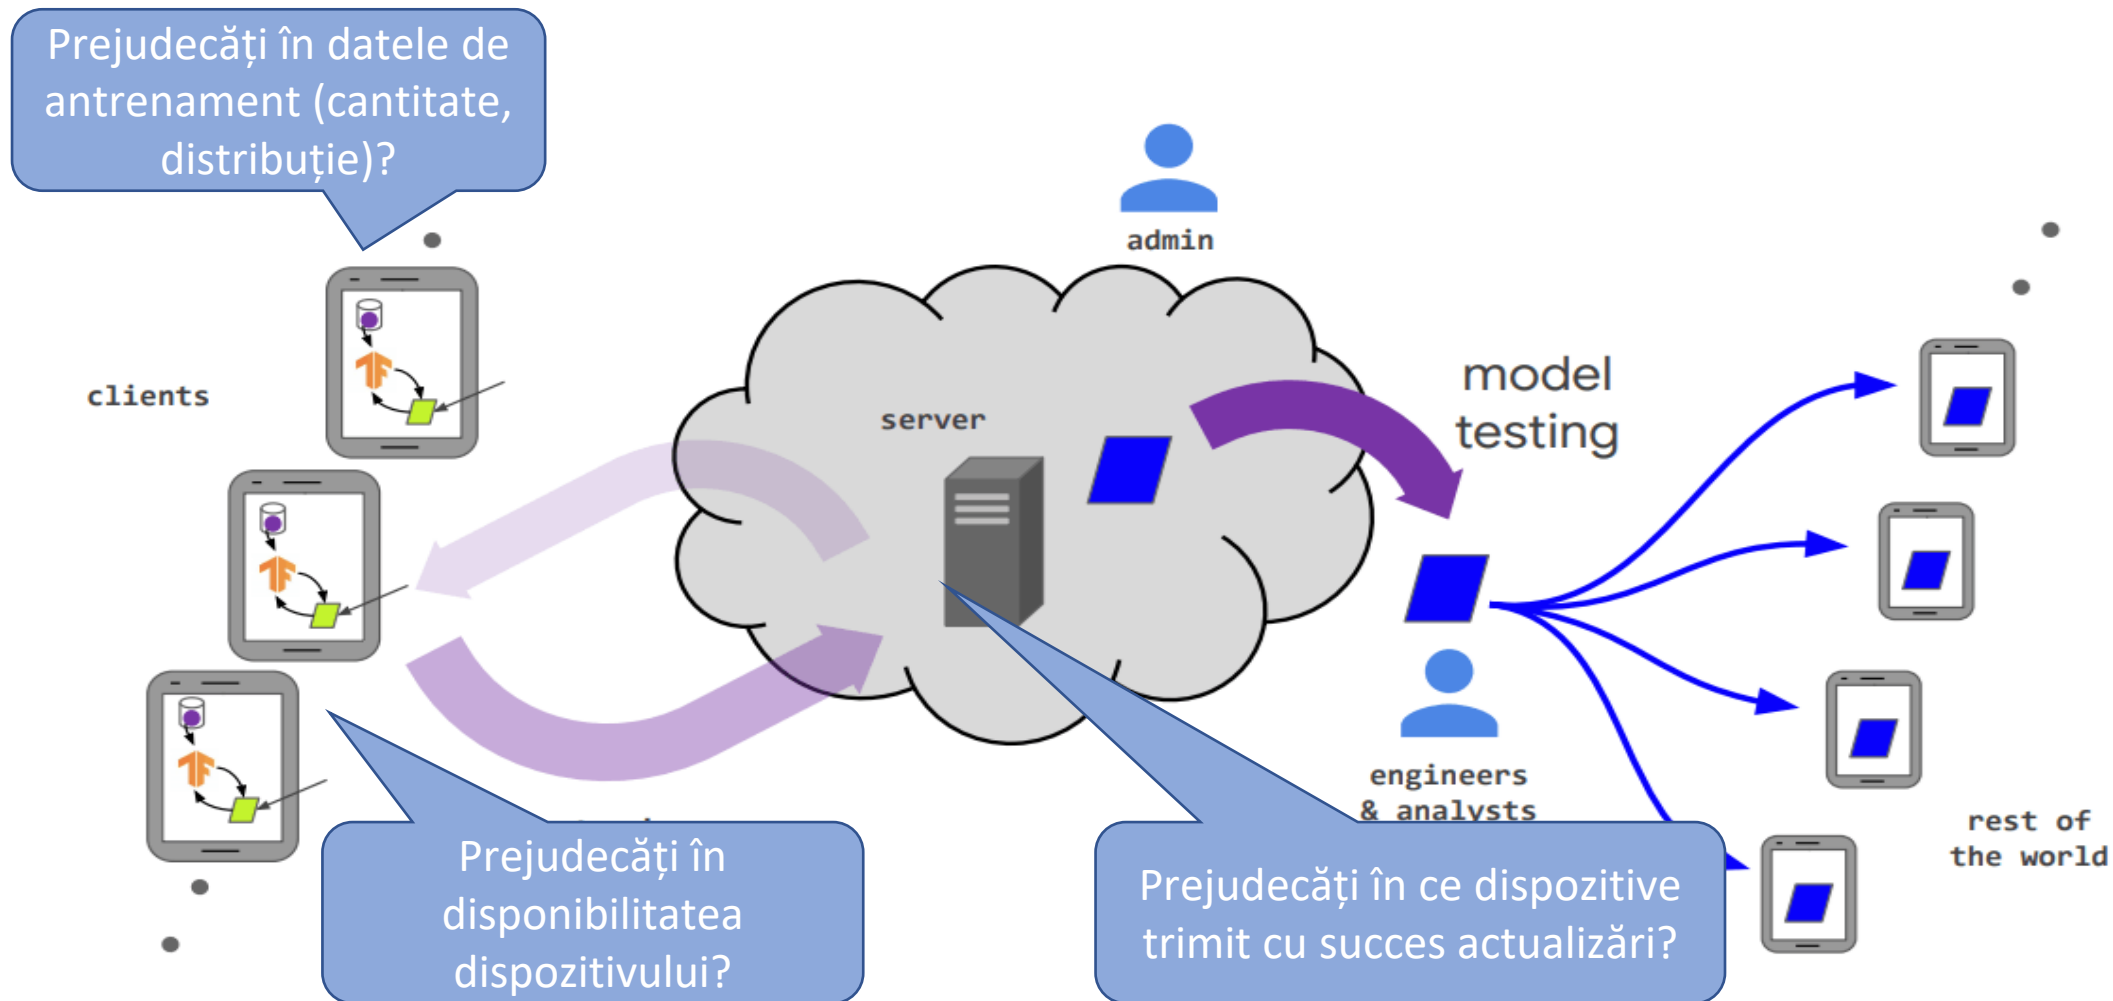 Prejudecăți în datele de
antrenament (cantitate,
distribuție)?
admin
clients
server
model
testing
engineers
& analysts
rest of
the world
Prejudecăți în
disponibilitatea
dispozitivului?
Prejudecăți în ce dispozitive
trimit cu succes actualizări?